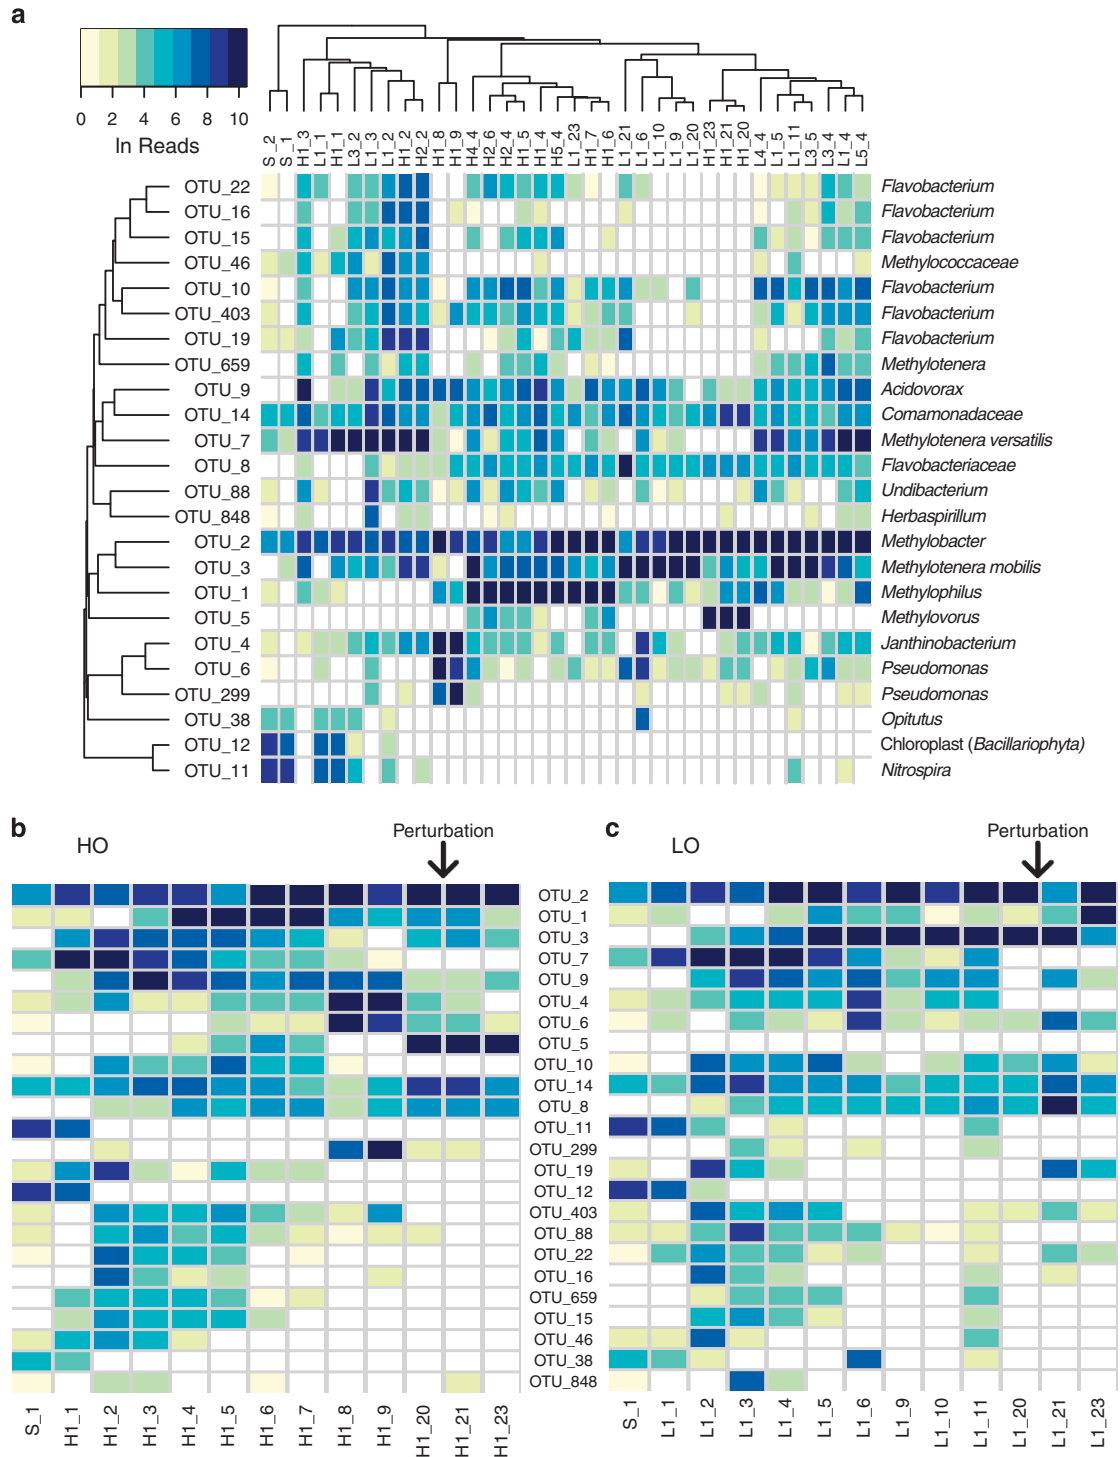 a
0 2 4 6 8 10
ln Reads
S_2 S_1 H1_3 L1_1 H1_1 L3_2 L1_3 L1_2 H1_2 H2_2 H1_8 H1_9 H4_4 H2_6 H2_4 H1_5 H1_4 H5_4 L1_23 H1_7 H1_6 L1_21 L1_6 L1_10 L1_9 L1_20 H1_23 H1_21 H1_20 L4_4 L1_5 L1_11 L3_5 L3_4 L1_4 L5_4
OTU_22 Flavobacterium
OTU_16 Flavobacterium
OTU_15 Flavobacterium
OTU_46 Methylococcaceae
OTU_10 Flavobacterium
OTU_403 Flavobacterium
OTU_19 Flavobacterium
OTU_659 Methylotenera
OTU_9 Acidovorax
OTU_14 Comamonadaceae
OTU_7 Methylotenera versatilis
OTU_8 Flavobacteriaceae
OTU_88 Undibacterium
OTU_848 Herbaspirillum
OTU_2 Methylobacter
OTU_3 Methylotenera mobilis
OTU_1 Methylophilus
OTU_5 Methylovorus
OTU_4 Janthinobacterium
OTU_6 Pseudomonas
OTU_299 Pseudomonas
OTU_38 Opitutus
OTU_12 Chloroplast (Bacillariophyta)
OTU_11 Nitrospira
b
HO
Perturbation
c
LO
Perturbation
OTU_2
OTU_1
OTU_3
OTU_7
OTU_9
OTU_4
OTU_6
OTU_5
OTU_10
OTU_14
OTU_8
OTU_11
OTU_299
OTU_19
OTU_12
OTU_403
OTU_88
OTU_22
OTU_16
OTU_659
OTU_15
OTU_46
OTU_38
OTU_848
S_1 H1_1 H1_2 H1_3 H1_4 H1_5 H1_6 H1_7 H1_8 H1_9 H1_20 H1_21 H1_23
S_1 L1_1 L1_2 L1_3 L1_4 L1_5 L1_6 L1_9 L1_10 L1_11 L1_20 L1_21 L1_23